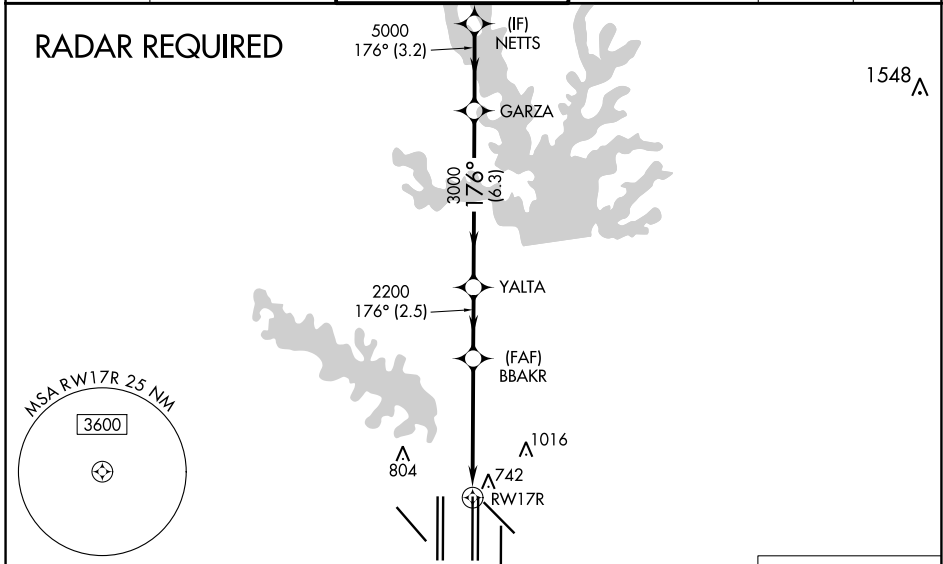 RADAR REQUIRED
5000
176° (3.2)
(IF)
NETTS
1548
GARZA
3000
176°
(6.3)
YALTA
2200
176° (2.5)
(FAF)
BBAKR
MSA RW17R 25 NM
3600
804
1016
742
RW17R